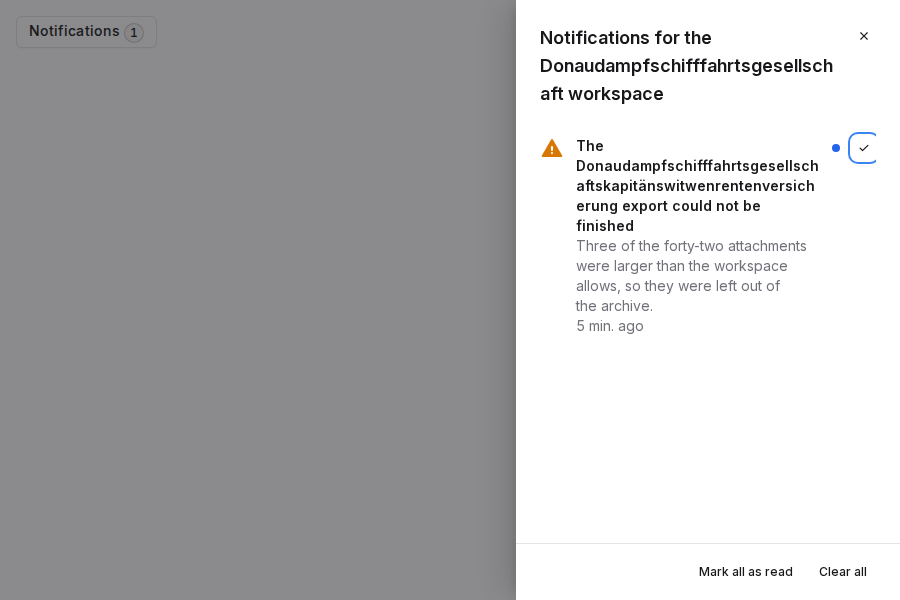 Notifications 1
Notifications for the
Donaudampfschifffahrtsgesellsch
aft workspace
The
Donaudampfschifffahrtsgesellsch
aftskapitänswitwenrentenversich
erung export could not be
finished
Three of the forty-two attachments
were larger than the workspace
allows, so they were left out of
the archive.
5 min. ago
Mark all as read
Clear all